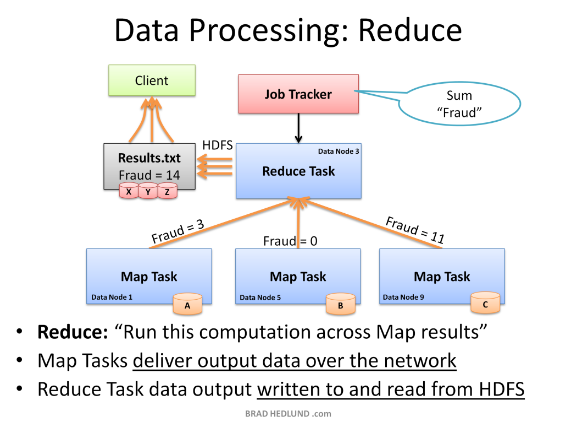 Data Processing: Reduce
Client
Job Tracker
Sum
“Fraud”
HDFS
Results.txt
Fraud = 14
X Y Z
Data Node 3
Reduce Task
Fraud = 3
Fraud = 0
Fraud = 11
Map Task
Data Node 1
A
Map Task
Data Node 5
B
Map Task
Data Node 9
C
• Reduce: “Run this computation across Map results”
• Map Tasks deliver output data over the network
• Reduce Task data output written to and read from HDFS
BRAD HEDLUND .com